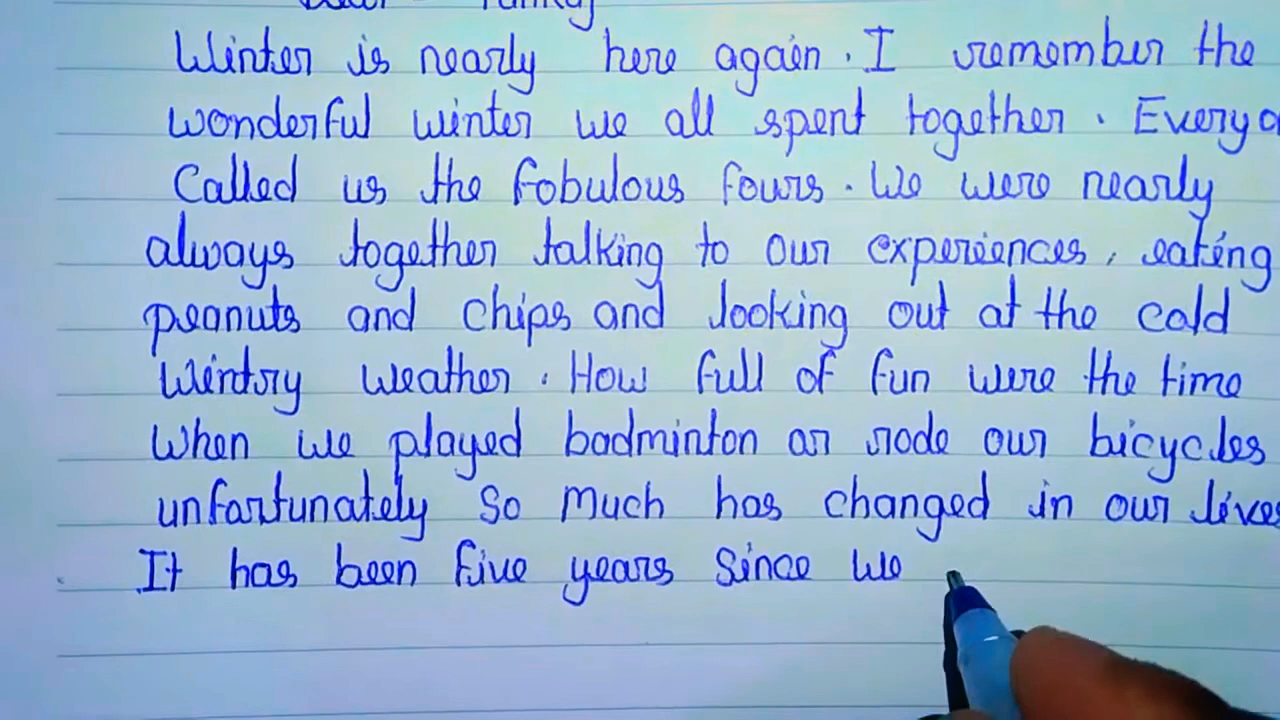 Winter is nearly here again. I remember the
wonderful winter we all spent together. Every
Called us the fobulous fours. We were nearly
always together talking to our experiences, eating
peanuts and chips and looking out at the cold
Wintry weather. How full of fun were the time
When we played badminton or rode our bicycles
unfortunately So Much has changed in our lives
It has been five years Since we